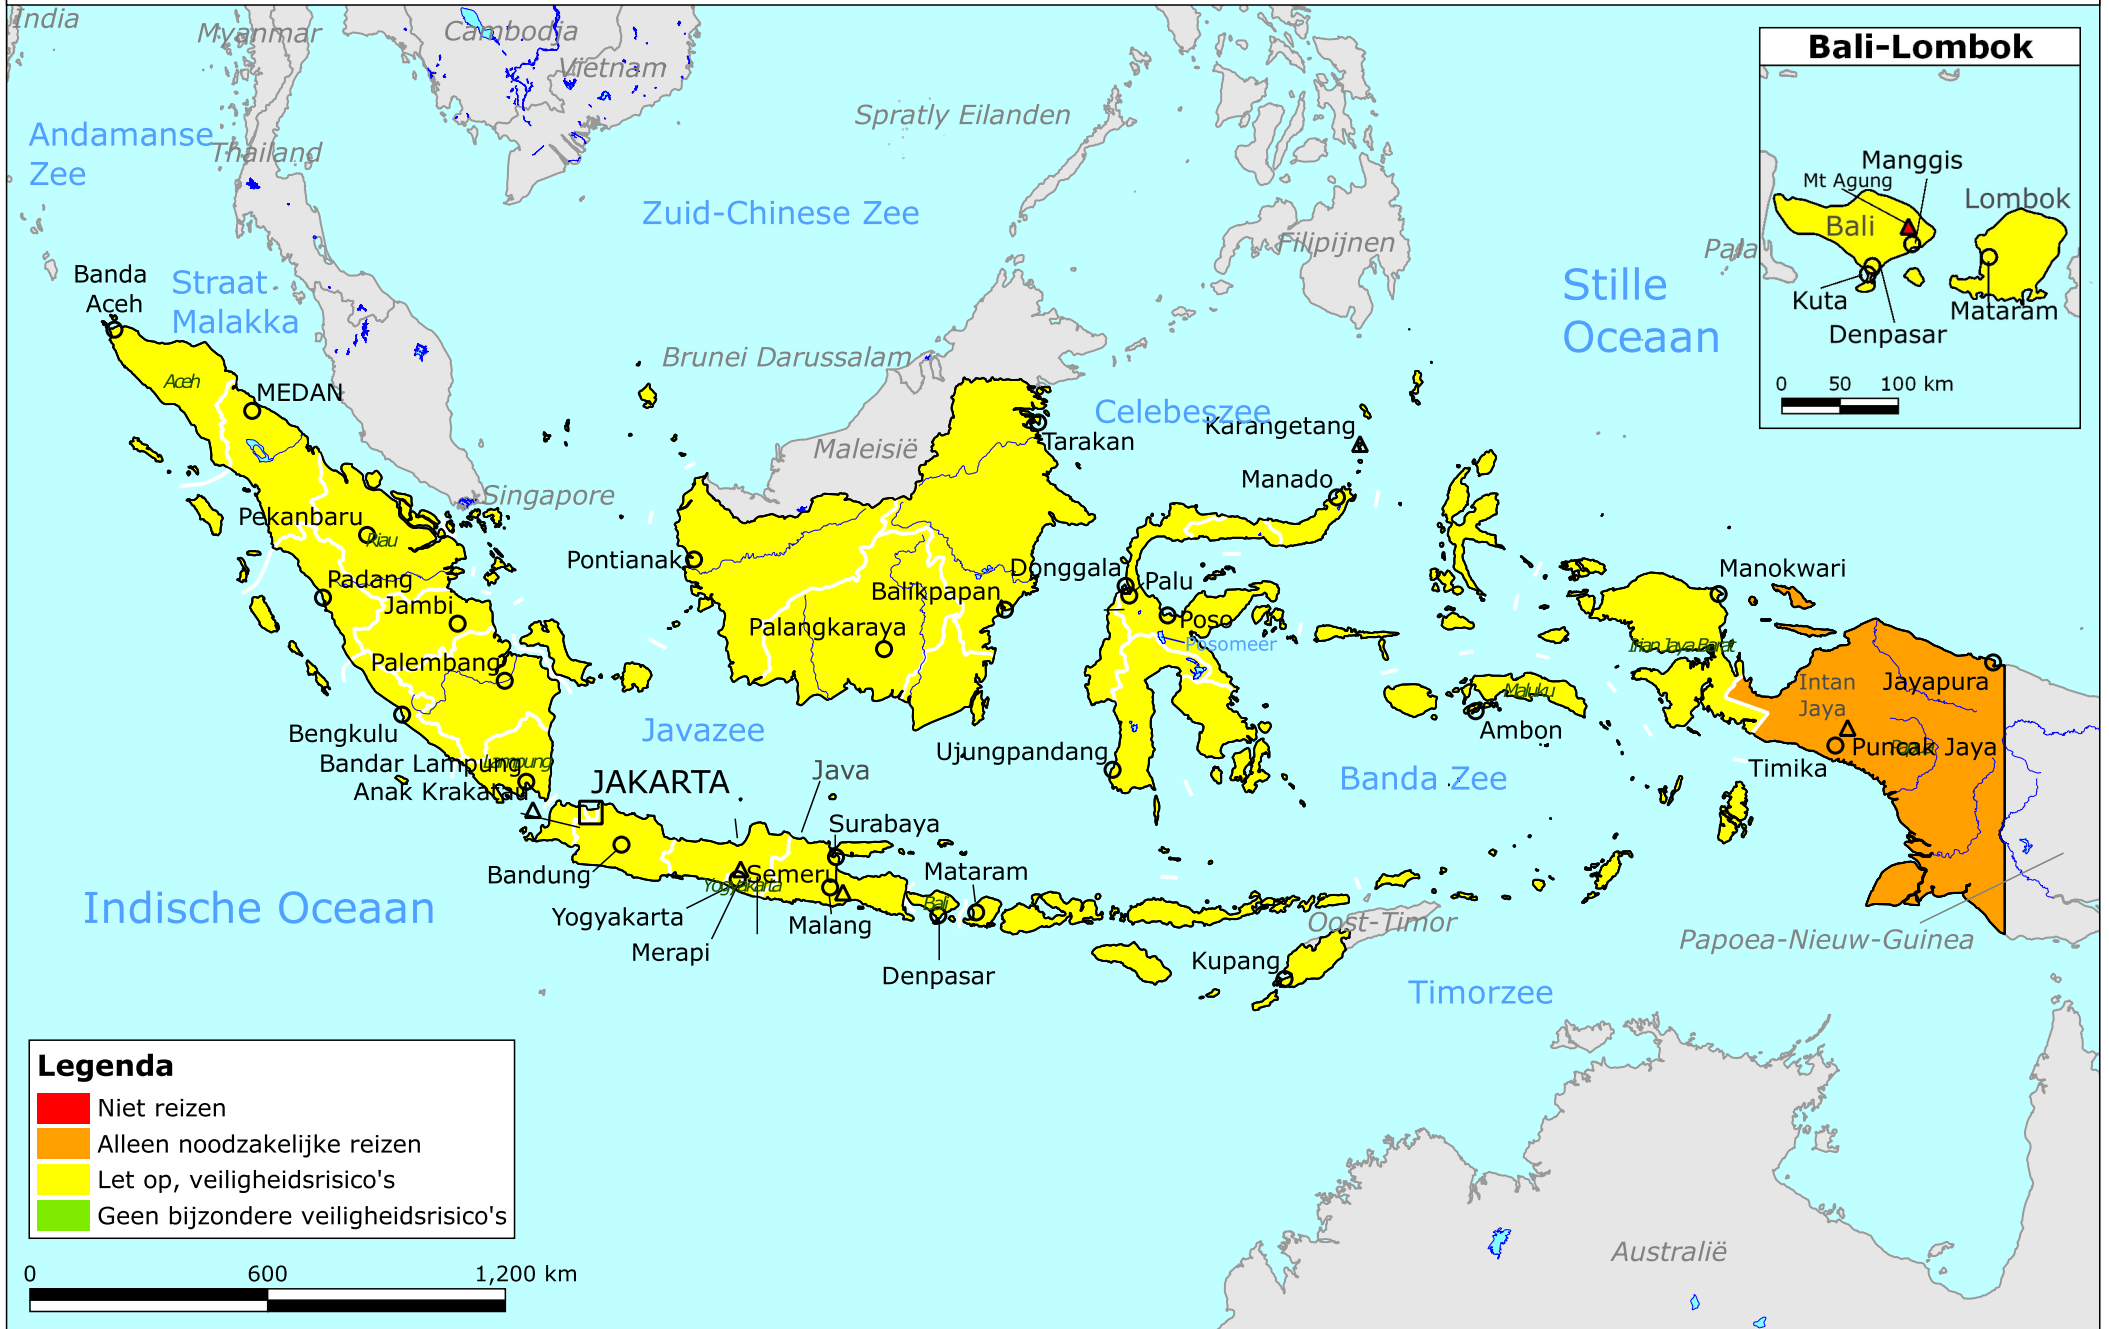 India
Myanmar
Cambodja
Vietnam
Thailand
Andamanse
Zee
Spratly Eilanden
Zuid-Chinese Zee
Filipijnen
Stille
Oceaan
Pala
Bali-Lombok
Manggis
Mt Agung
Lombok
Bali
Kuta
Mataram
Denpasar
0 50 100 km
Banda
Aceh
Straat
Malakka
Aceh
MEDAN
Brunei Darussalam
Maleisië
Singapore
Celebeszee
Karangetang
Tarakan
Manado
Pekanbaru
Riau
Padang
Jambi
Palembang
Pontianak
Balikpapan
Palangkaraya
Donggala
Palu
Poso
Posomeer
Manokwari
Irian Jaya Barat
Maluku
Ambon
Intan
Jaya
Jayapura
Puncak Jaya
Papua
Timika
Bengkulu
Bandar Lampung
Lampung
Anak Krakatau
JAKARTA
Javazee
Java
Ujungpandang
Banda Zee
Surabaya
Bandung
Semeru
Yogyakarta
Mataram
Bali
Yogyakarta
Merapi
Malang
Denpasar
Indische Oceaan
Oost-Timor
Kupang
Timorzee
Papoea-Nieuw-Guinea
Australië
Legenda
Niet reizen
Alleen noodzakelijke reizen
Let op, veiligheidsrisico's
Geen bijzondere veiligheidsrisico's
0 600 1,200 km